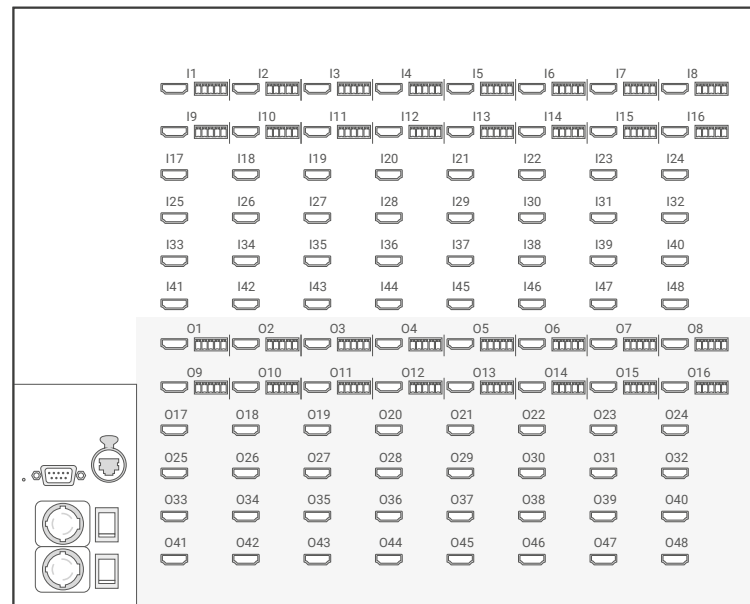 I1 I2 I3 I4 I5 I6 I7 I8
I9 I10 I11 I12 I13 I14 I15 I16
I17 I18 I19 I20 I21 I22 I23 I24
I25 I26 I27 I28 I29 I30 I31 I32
I33 I34 I35 I36 I37 I38 I39 I40
I41 I42 I43 I44 I45 I46 I47 I48
O1 O2 O3 O4 O5 O6 O7 O8
O9 O10 O11 O12 O13 O14 O15 O16
O17 O18 O19 O20 O21 O22 O23 O24
O25 O26 O27 O28 O29 O30 O31 O32
O33 O34 O35 O36 O37 O38 O39 O40
O41 O42 O43 O44 O45 O46 O47 O48